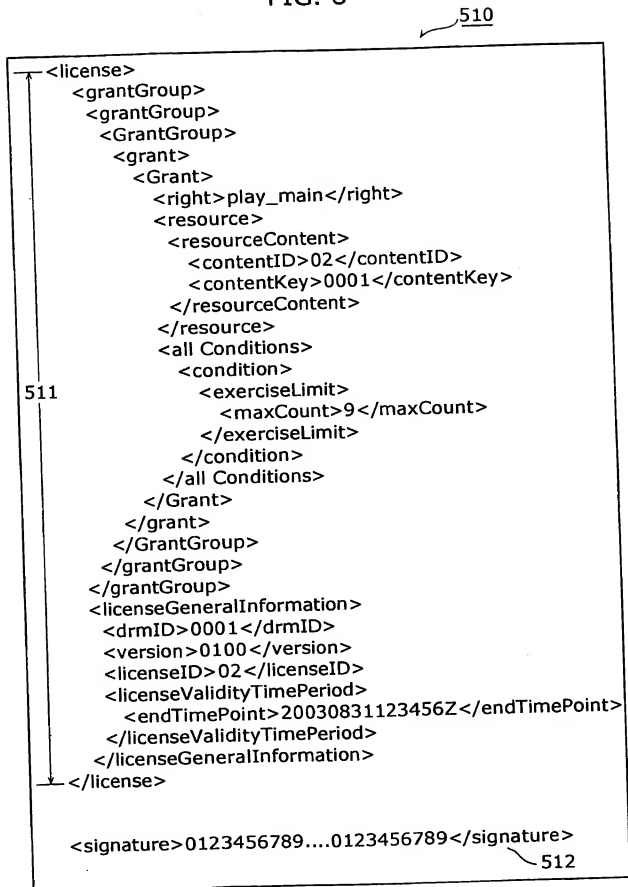 510
<license>
<grantGroup>
<grantGroup>
<GrantGroup>
<grant>
<Grant>
<right>play_main</right>
<resource>
<resourceContent>
<contentID>02</contentID>
<contentKey>0001</contentKey>
</resourceContent>
</resource>
<all Conditions>
<condition>
<exerciseLimit>
511
<maxCount>9</maxCount>
</exerciseLimit>
</condition>
</all Conditions>
</Grant>
</grant>
</GrantGroup>
</grantGroup>
</grantGroup>
<licenseGeneralInformation>
<drmID>0001</drmID>
<version>0100</version>
<licenseID>02</licenseID>
<licenseValidityTimePeriod>
<endTimePoint>20030831123456Z</endTimePoint>
</licenseValidityTimePeriod>
</licenseGeneralInformation>
</license>
<signature>0123456789....0123456789</signature>
512